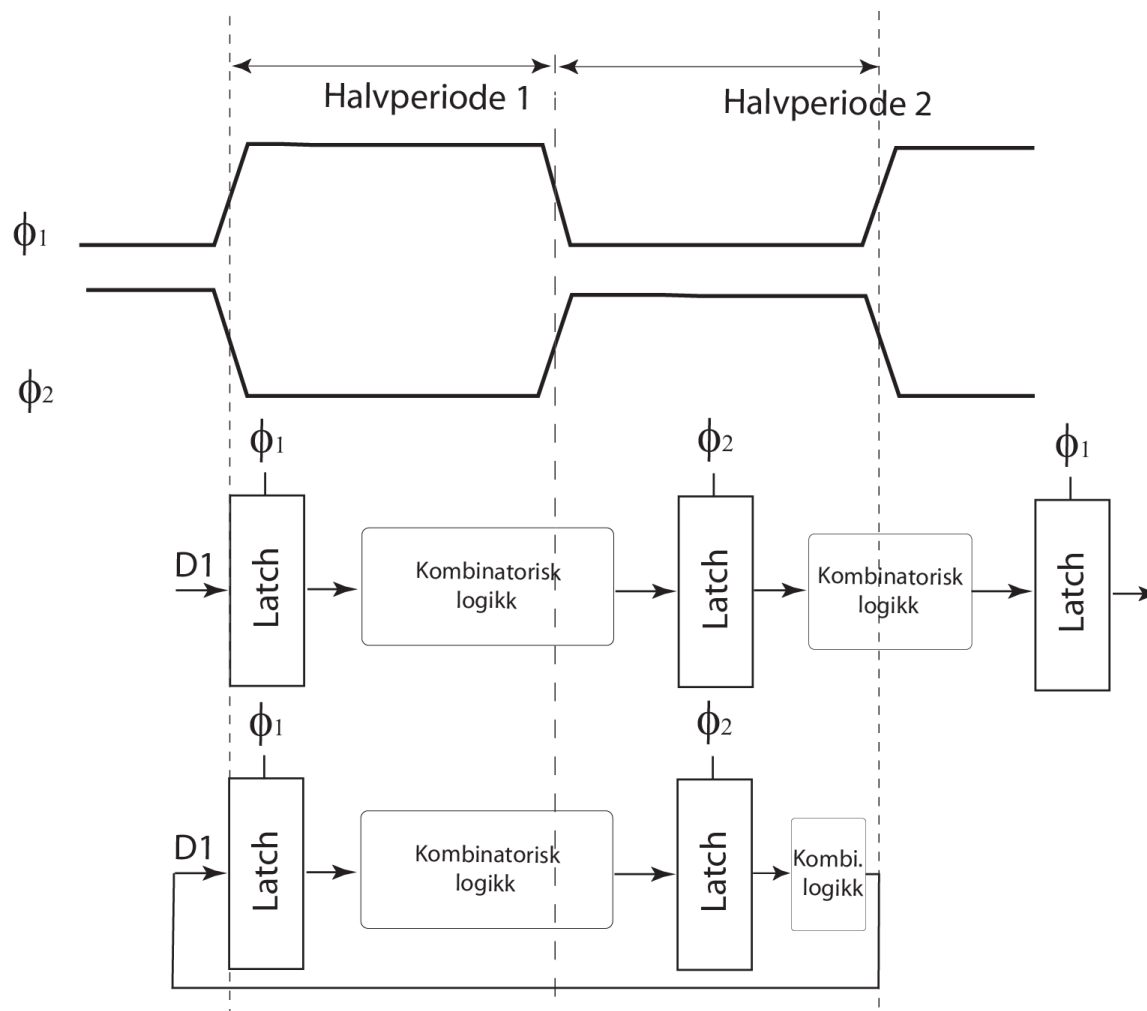 Halvperiode 1
Halvperiode 2
ϕ1
ϕ2
ϕ1
ϕ2
ϕ1
D1
Latch
Kombinatorisk
logikk
Latch
Kombinatorisk
logikk
Latch
ϕ1
ϕ2
D1
Latch
Kombinatorisk
logikk
Latch
Kombi.
logikk